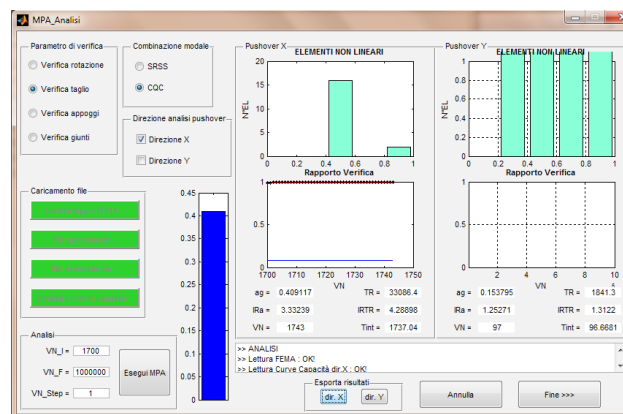 MPA_Analisi
Parametro di verifica
Verifica rotazione
Verifica taglio
Verifica appoggi
Verifica giunti
Combinazione modale
SRSS
CQC
Direzione analisi pushover
Direzione X
Direzione Y
Caricamento file
Analisi
VN_I = 1700
VN_F = 1000000
VN_Step = 1
Esegui MPA
0.45
0.4
0.35
0.3
0.25
0.2
0.15
0.1
0.05
0
Pushover X
ELEMENTI NON LINEARI
N°EL
20
15
10
5
0
0 0.2 0.4 0.6 0.8 1
Rapporto Verifica
1
0.5
0
1700 1710 1720 1730 1740 1750
VN
ag = 0.409117 TR = 33086.4
IRa = 3.33239 IRTR = 4.28898
VN = 1743 Tint = 1737.04
Pushover Y
ELEMENTI NON LINEARI
N°EL
1
0.8
0.6
0.4
0.2
0
0 0.2 0.4 0.6 0.8 1
Rapporto Verifica
1
0.5
0
2 4 6 8 10
VN
ag = 0.153795 TR = 1841.3
IRa = 1.25271 IRTR = 1.3122
VN = 97 Tint = 96.6681
>> ANALISI
>> Lettura FEMA : OK!
>> Lettura Curve Capacità dir.X : OK!
Esporta risultati
dir. X dir. Y
Annulla
Fine >>>